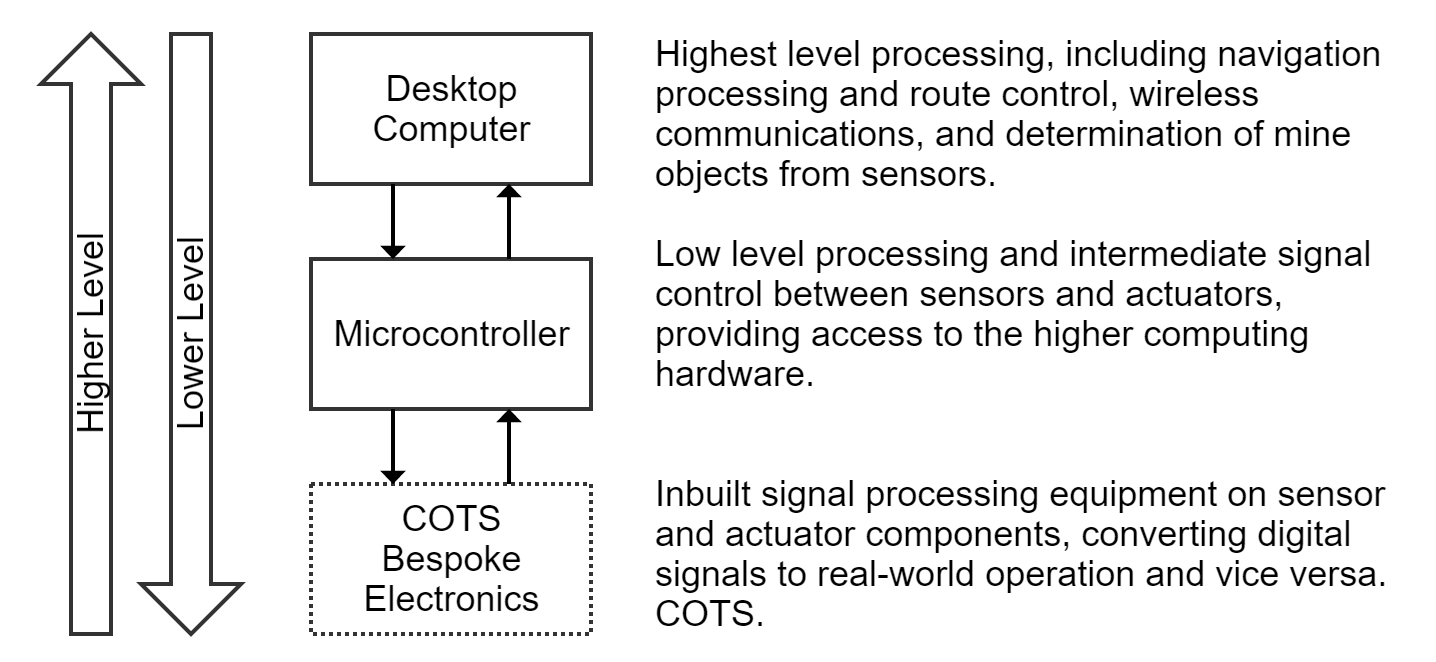 Higher Level
Lower Level
Desktop
Computer
Highest level processing, including navigation
processing and route control, wireless
communications, and determination of mine
objects from sensors.
Microcontroller
Low level processing and intermediate signal
control between sensors and actuators,
providing access to the higher computing
hardware.
COTS
Bespoke
Electronics
Inbuilt signal processing equipment on sensor
and actuator components, converting digital
signals to real-world operation and vice versa.
COTS.